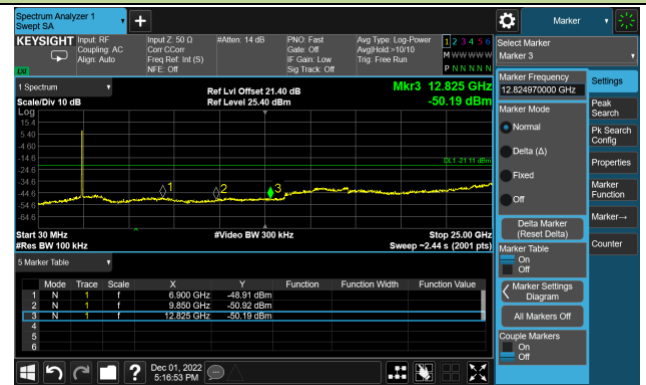 Spectrum Analyzer 1
Swept SA
Marker
KEYSIGHT
Input: RF
Coupling: AC
Align: Auto
Input Z: 50 Ω
Corr CCorr
Freq Ref: Int (S)
NFE: Off
#Atten: 14 dB
PNO: Fast
Gate: Off
IF Gain: Low
Sig Track: Off
Avg Type: Log-Power
Avg|Hold:>10/10
Trig: Free Run
1 2 3 4 5 6
M W W W W W
P N N N N N
LXI
Select Marker
Marker 3
1 Spectrum
Scale/Div 10 dB
Log
Ref Lvl Offset 21.40 dB
Ref Level 25.40 dBm
Mkr3 12.825 GHz
-50.19 dBm
15.4
5.40
-4.60
-14.6
-24.6
-34.6
-44.6
-54.6
-64.6
DL1 -21.11 dBm
1
2
3
Start 30 MHz
#Res BW 100 kHz
#Video BW 300 kHz
Stop 25.00 GHz
Sweep ~2.44 s (2001 pts)
5 Marker Table
Mode Trace Scale X Y Function Function Width Function Value
1 N 1 f 6.900 GHz -48.91 dBm
2 N 1 f 9.850 GHz -50.92 dBm
3 N 1 f 12.825 GHz -50.19 dBm
4
5
6
Marker Frequency
12.824970000 GHz
Marker Mode
Normal
Delta (Δ)
Fixed
Off
Delta Marker
(Reset Delta)
Marker Table
On
Off
Marker Settings
Diagram
All Markers Off
Couple Markers
On
Off
Settings
Peak
Search
Pk Search
Config
Properties
Marker
Function
Marker→
Counter
Dec 01, 2022
5:16:53 PM